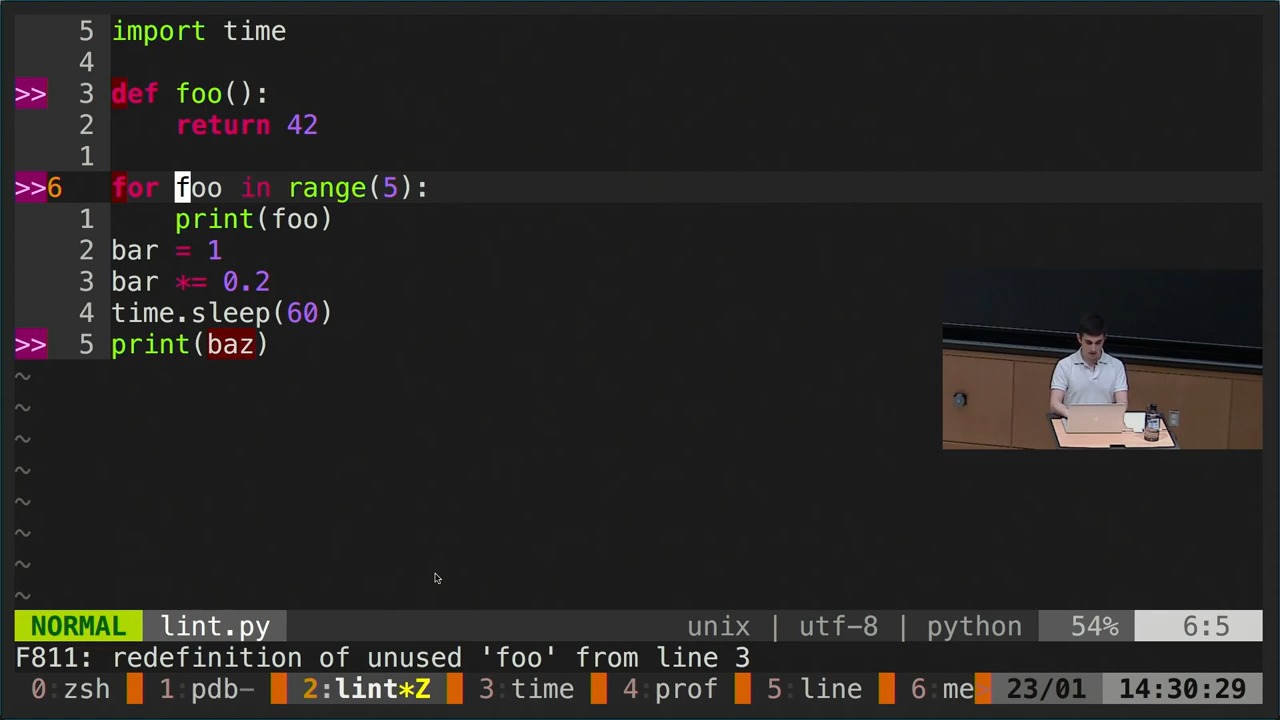 5 import time
4
>> 3 def foo():
2 return 42
1
>>6 for foo in range(5):
1 print(foo)
2 bar = 1
3 bar *= 0.2
4 time.sleep(60)
>> 5 print(baz)
~
~
~
~
~
~
~
~
NORMAL lint.py unix | utf-8 | python 54% 6:5
F811: redefinition of unused 'foo' from line 3
0:zsh 1:pdb- 2:lint*Z 3:time 4:prof 5:line 6:me> 23/01 14:30:29